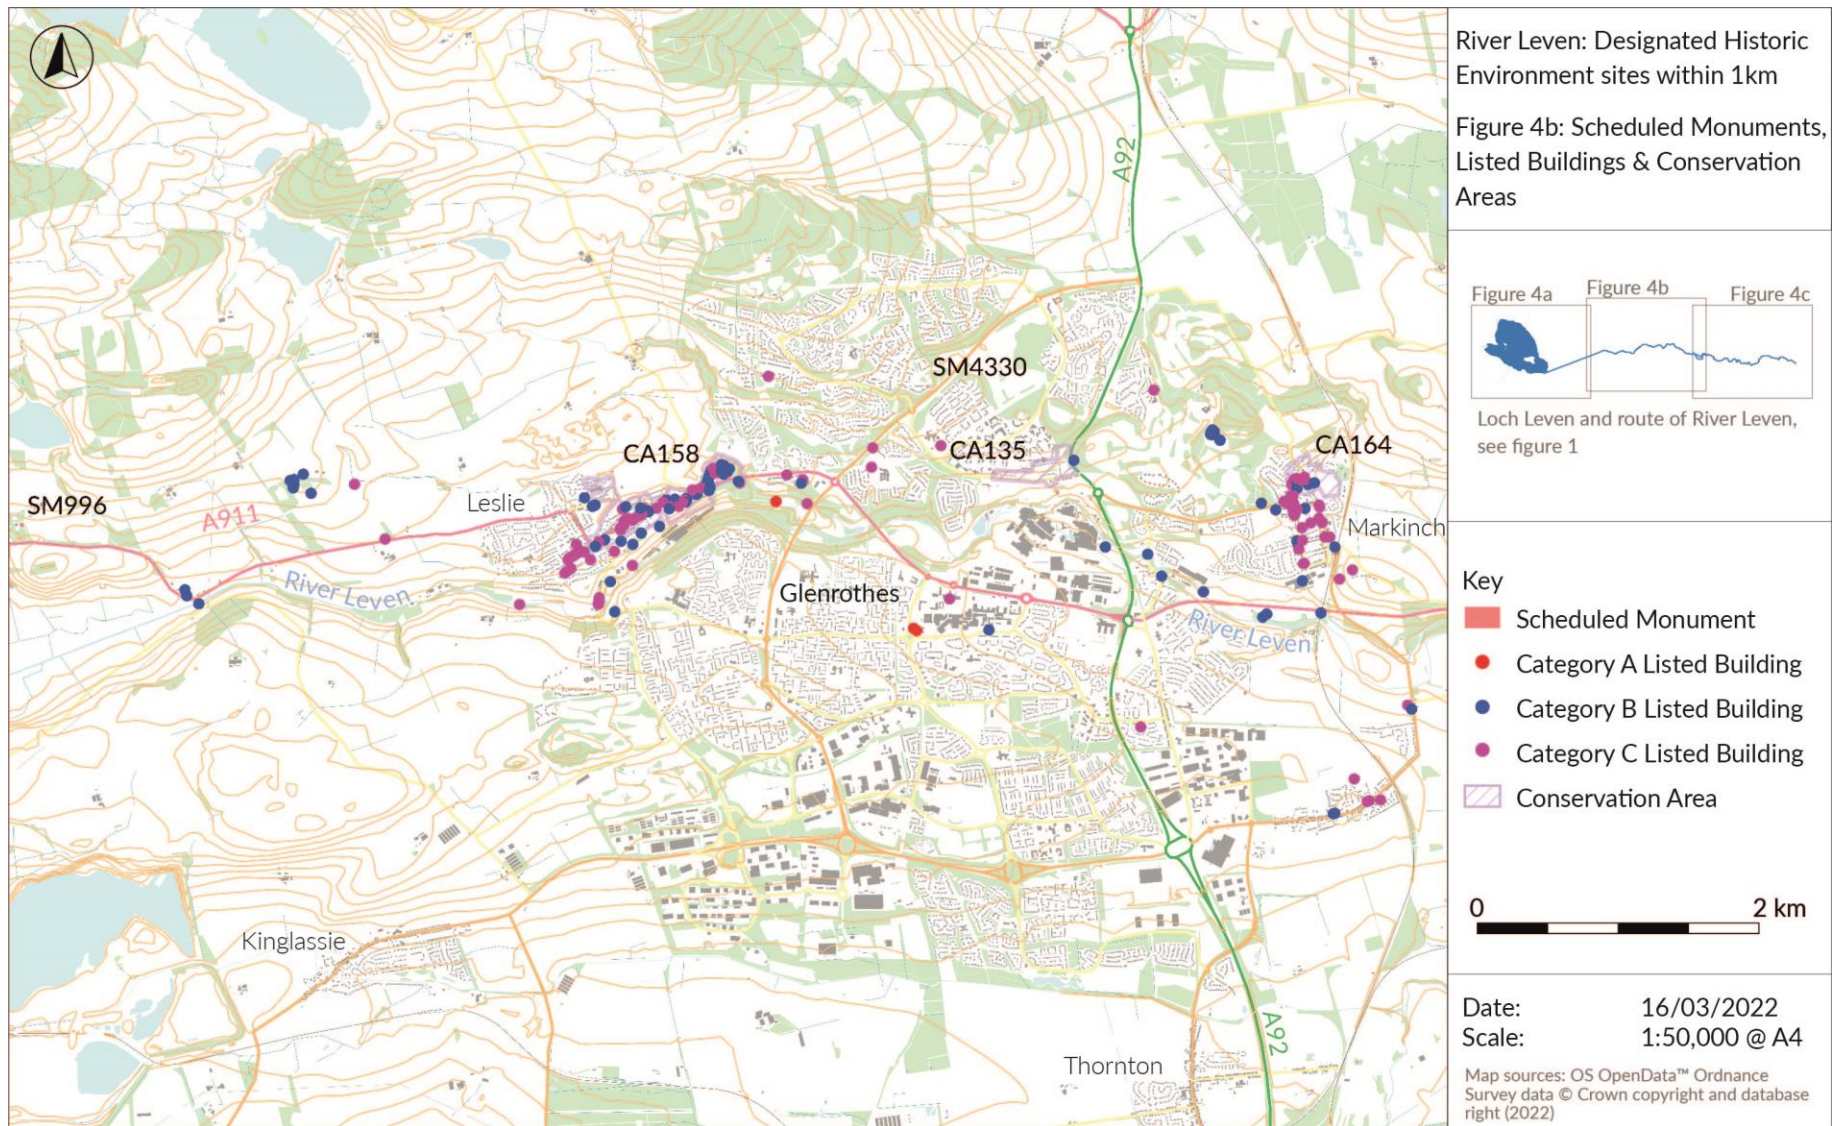 River Leven: Designated Historic
Environment sites within 1km
Figure 4b: Scheduled Monuments,
Listed Buildings & Conservation
Areas
Figure 4a
Figure 4b
Figure 4c
Loch Leven and route of River Leven,
see figure 1
Key
Scheduled Monument
Category A Listed Building
Category B Listed Building
Category C Listed Building
Conservation Area
0 2 km
Date: 16/03/2022
Scale: 1:50,000 @ A4
Map sources: OS OpenData™ Ordnance
Survey data © Crown copyright and database
right (2022)
A92
SM4330
CA158
CA135
CA164
SM996
A911
Leslie
Markinch
River Leven
Glenrothes
River Leven
Kinglassie
A92
Thornton